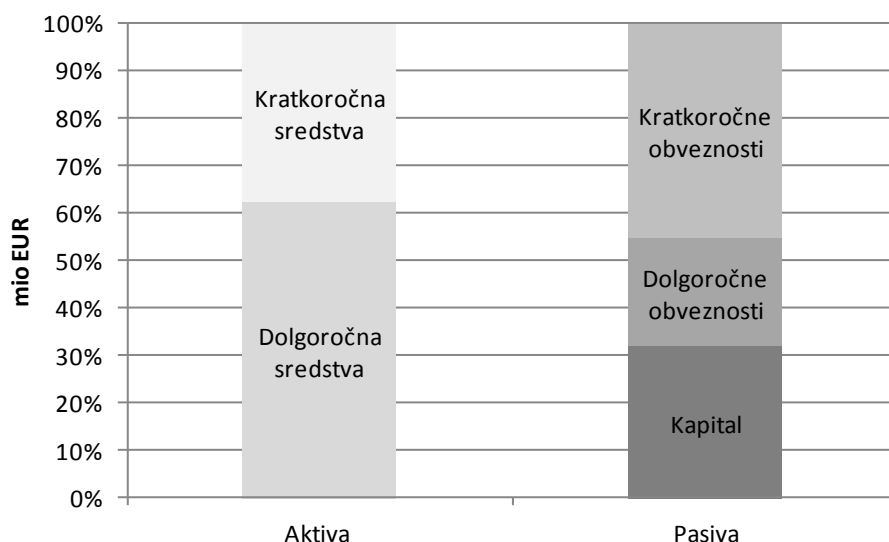 100%
90%
80%
70%
60%
50%
40%
30%
20%
10%
0%
mio EUR
Kratkoročna
sredstva
Dolgoročna
sredstva
Kratkoročne
obveznosti
Dolgoročne
obveznosti
Kapital
Aktiva
Pasiva